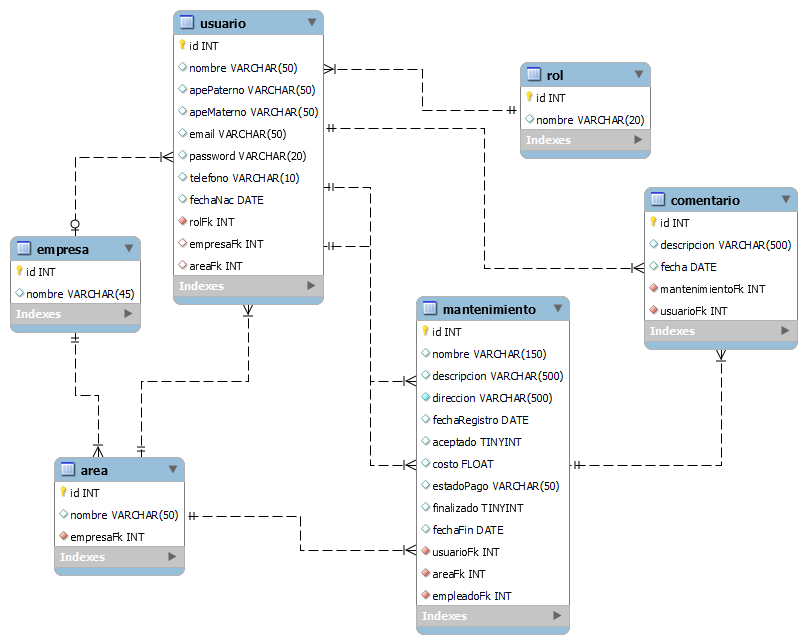 usuario
id INT
nombre VARCHAR(50)
apePaterno VARCHAR(50)
apeMaterno VARCHAR(50)
email VARCHAR(50)
password VARCHAR(20)
telefono VARCHAR(10)
fechaNac DATE
rolFk INT
empresaFk INT
areaFk INT
Indexes
rol
id INT
nombre VARCHAR(20)
Indexes
comentario
id INT
descripcion VARCHAR(500)
fecha DATE
mantenimientoFk INT
usuarioFk INT
Indexes
empresa
id INT
nombre VARCHAR(45)
Indexes
mantenimiento
id INT
nombre VARCHAR(150)
descripcion VARCHAR(500)
direccion VARCHAR(500)
fechaRegistro DATE
aceptado TINYINT
costo FLOAT
estadoPago VARCHAR(50)
finalizado TINYINT
fechaFin DATE
usuarioFk INT
areaFk INT
empleadoFk INT
Indexes
area
id INT
nombre VARCHAR(50)
empresaFk INT
Indexes